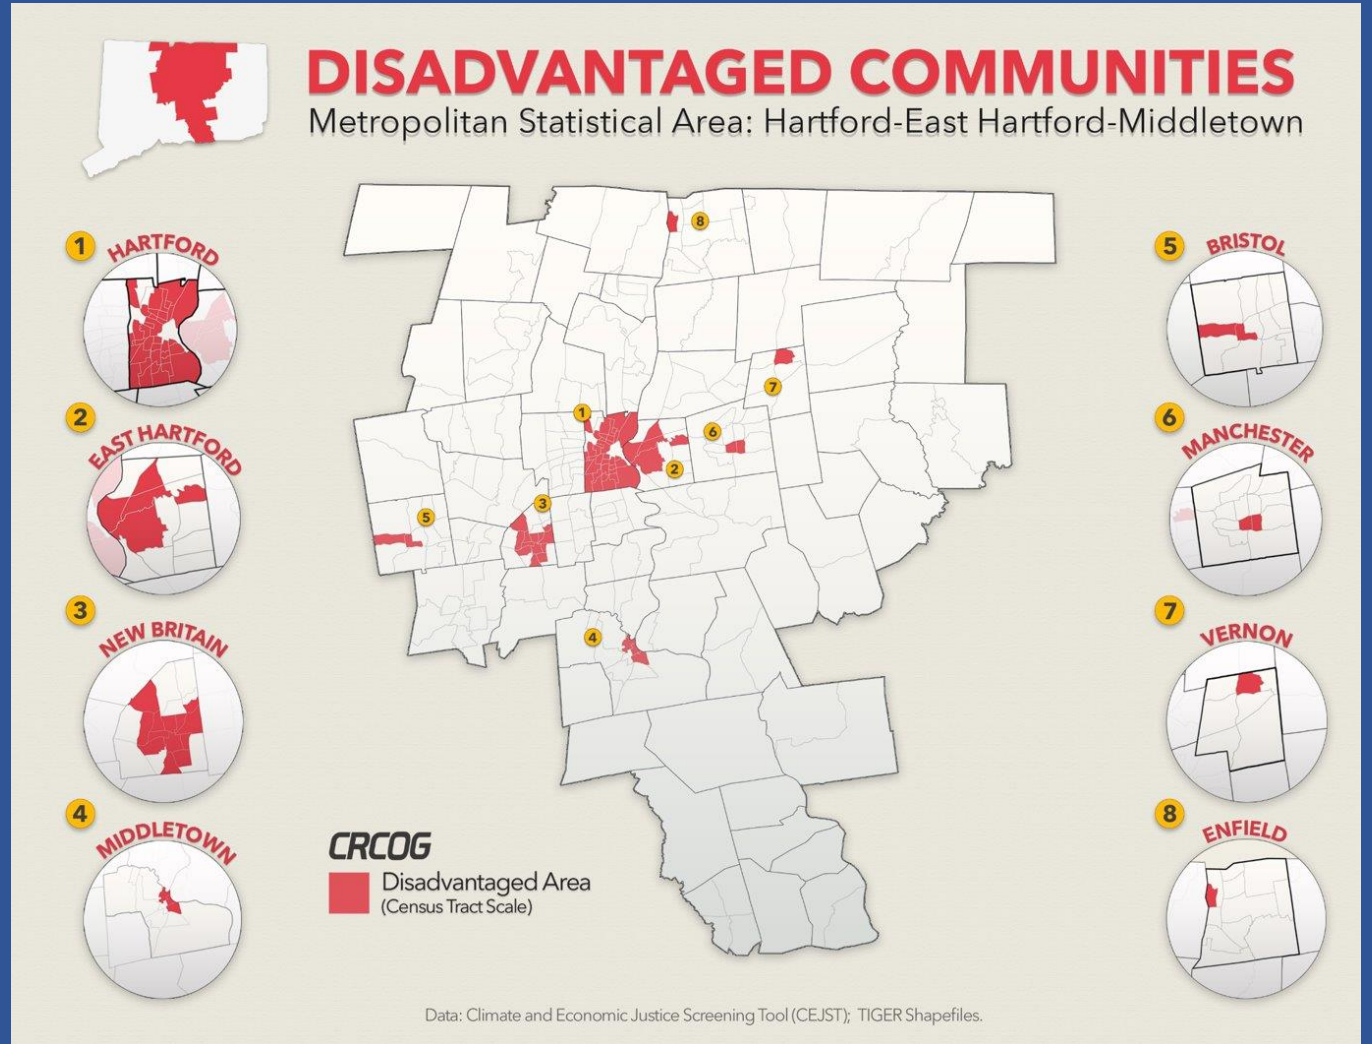 DISADVANTAGED COMMUNITIES
Metropolitan Statistical Area: Hartford-East Hartford-Middletown
1 HARTFORD
2 EAST HARTFORD
3 NEW BRITAIN
4 MIDDLETOWN
8
7
1
6
2
3
5
4
5 BRISTOL
6 MANCHESTER
7 VERNON
8 ENFIELD
CRCOG
Disadvantaged Area
(Census Tract Scale)
Data: Climate and Economic Justice Screening Tool (CEJST); TIGER Shapefiles.